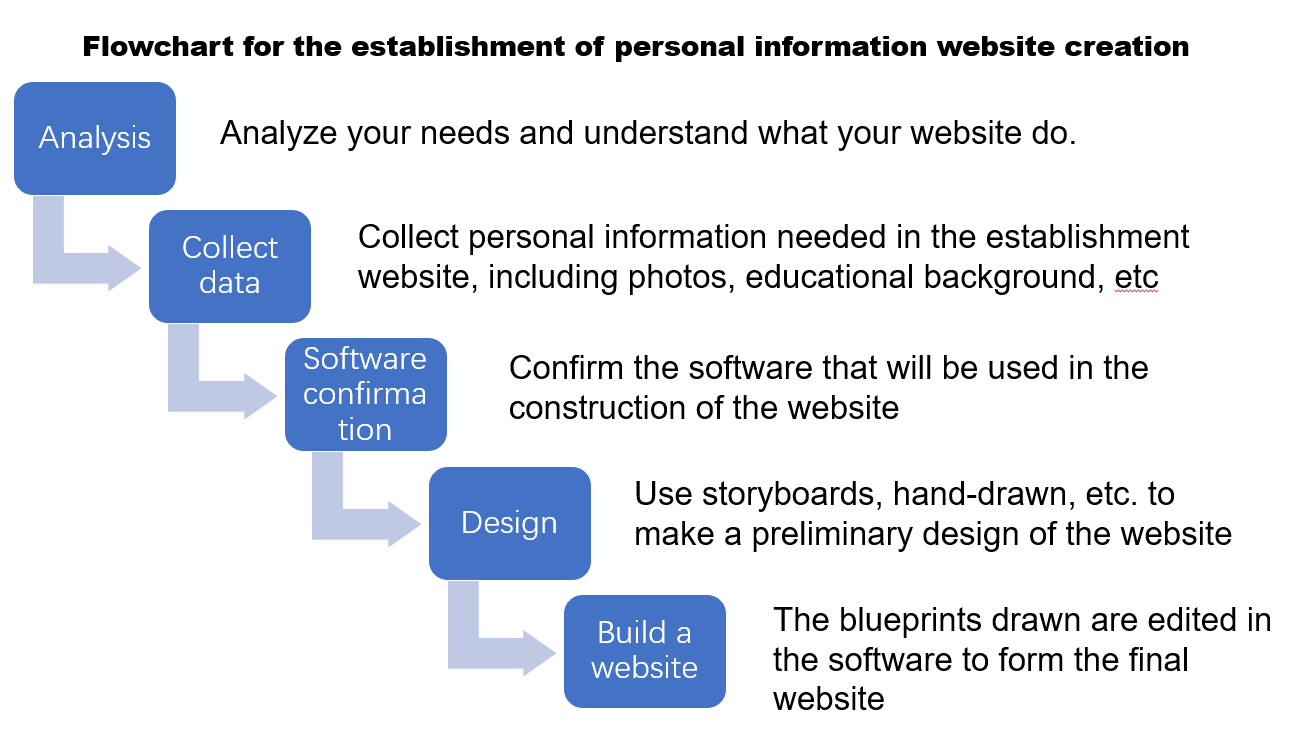 Flowchart for the establishment of personal information website creation
Analysis
Analyze your needs and understand what your website do.
Collect
data
Collect personal information needed in the establishment
website, including photos, educational background, etc
Software
confirma
tion
Confirm the software that will be used in the
construction of the website
Design
Use storyboards, hand-drawn, etc. to
make a preliminary design of the website
Build a
website
The blueprints drawn are edited in
the software to form the final
website